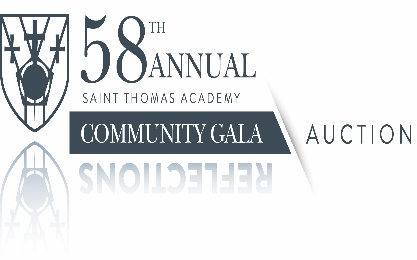 58TH ANNUAL
SAINT THOMAS ACADEMY
COMMUNITY GALA AUCTION
REFLECTIONS